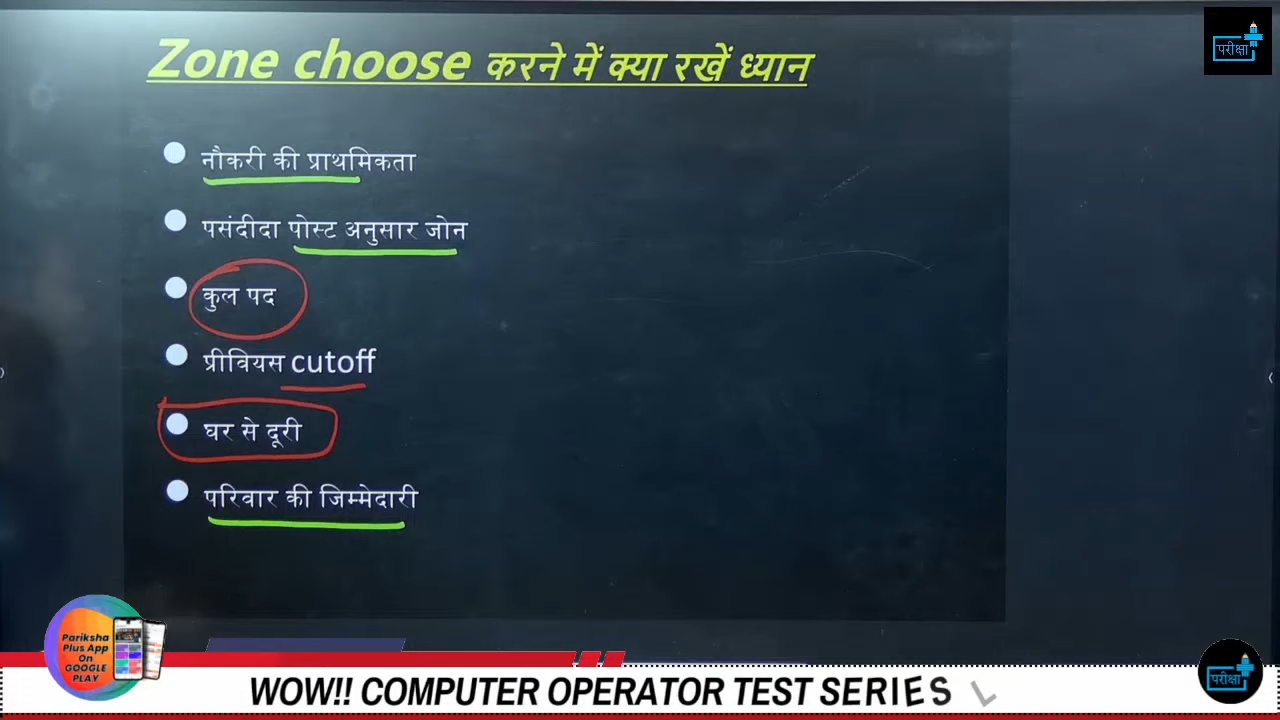 Zone choose करने में क्या रखें ध्यान
परीक्षा
नौकरी की प्राथमिकता
पसंदीदा पोस्ट अनुसार जोन
कुल पद
प्रीवियस cutoff
घर से दूरी
परिवार की जिम्मेदारी
Pariksha
Plus App
On
GOOGLE
PLAY
WOW!! COMPUTER OPERATOR TEST SERIES L
परीक्षा